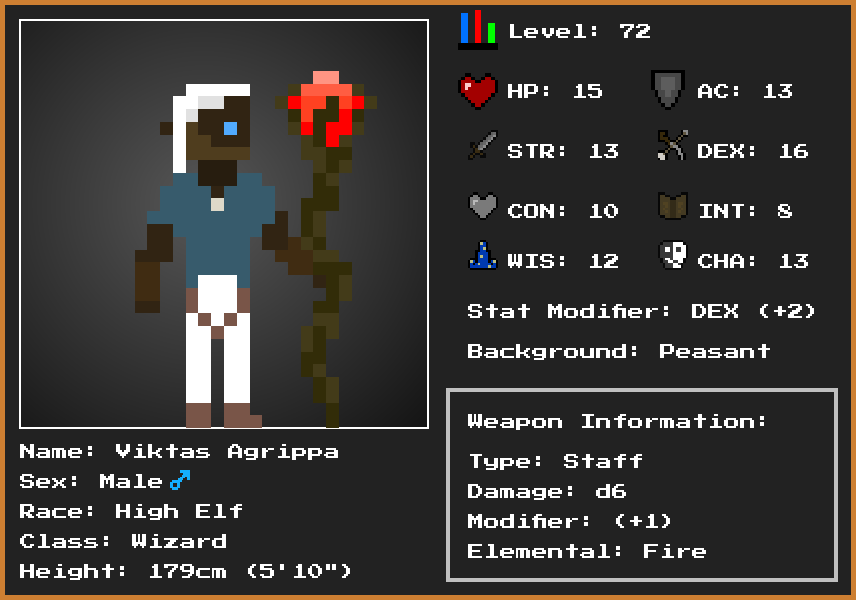 Level: 72
HP: 15 AC: 13
STR: 13 DEX: 16
CON: 10 INT: 8
WIS: 12 CHA: 13
Stat Modifier: DEX (+2)
Background: Peasant
Weapon Information:
Type: Staff
Damage: d6
Modifier: (+1)
Elemental: Fire
Name: Viktas Agrippa
Sex: Male♂
Race: High Elf
Class: Wizard
Height: 179cm (5'10")